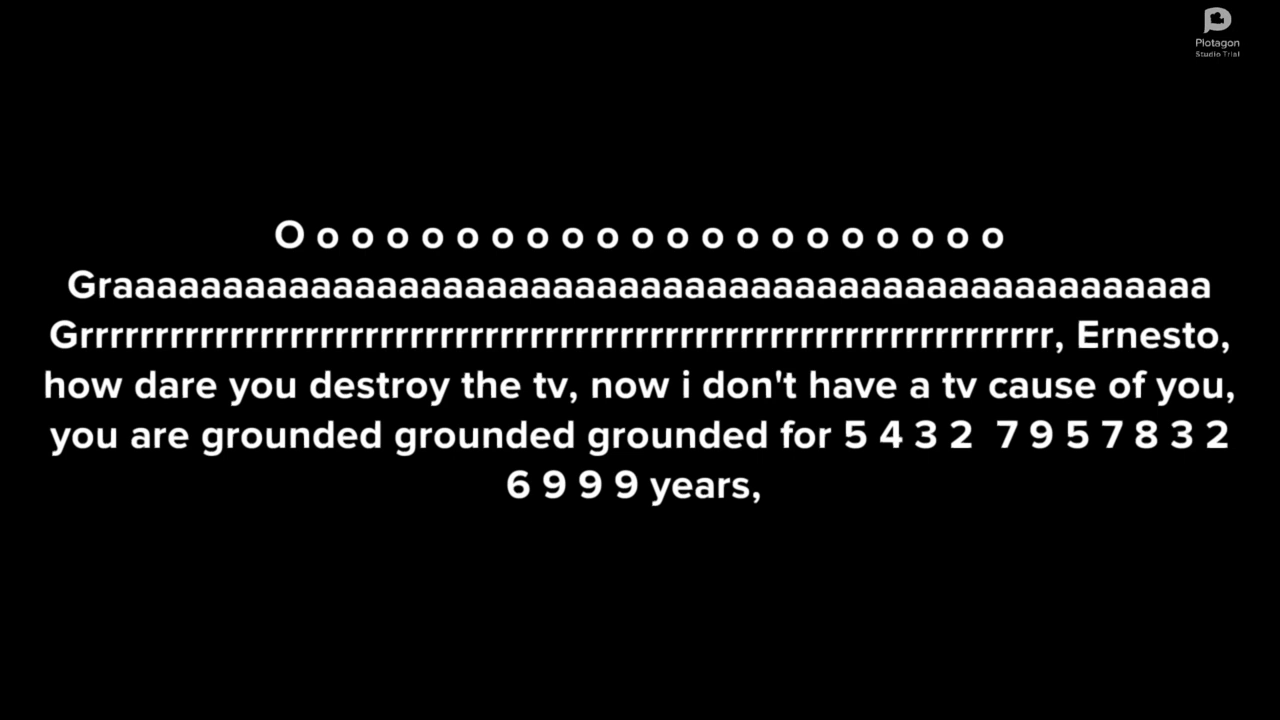 Plotagon
Studio Trial
O o o o o o o o o o o o o o o o o o o o o
Graaaaaaaaaaaaaaaaaaaaaaaaaaaaaaaaaaaaaaaaaaaaaaaaaa
Grrrrrrrrrrrrrrrrrrrrrrrrrrrrrrrrrrrrrrrrrrrrrrrrrrrrrrrrrrrrrrrrr, Ernesto,
how dare you destroy the tv, now i don't have a tv cause of you,
you are grounded grounded grounded for 5 4 3 2  7 9 5 7 8 3 2
6 9 9 9 years,